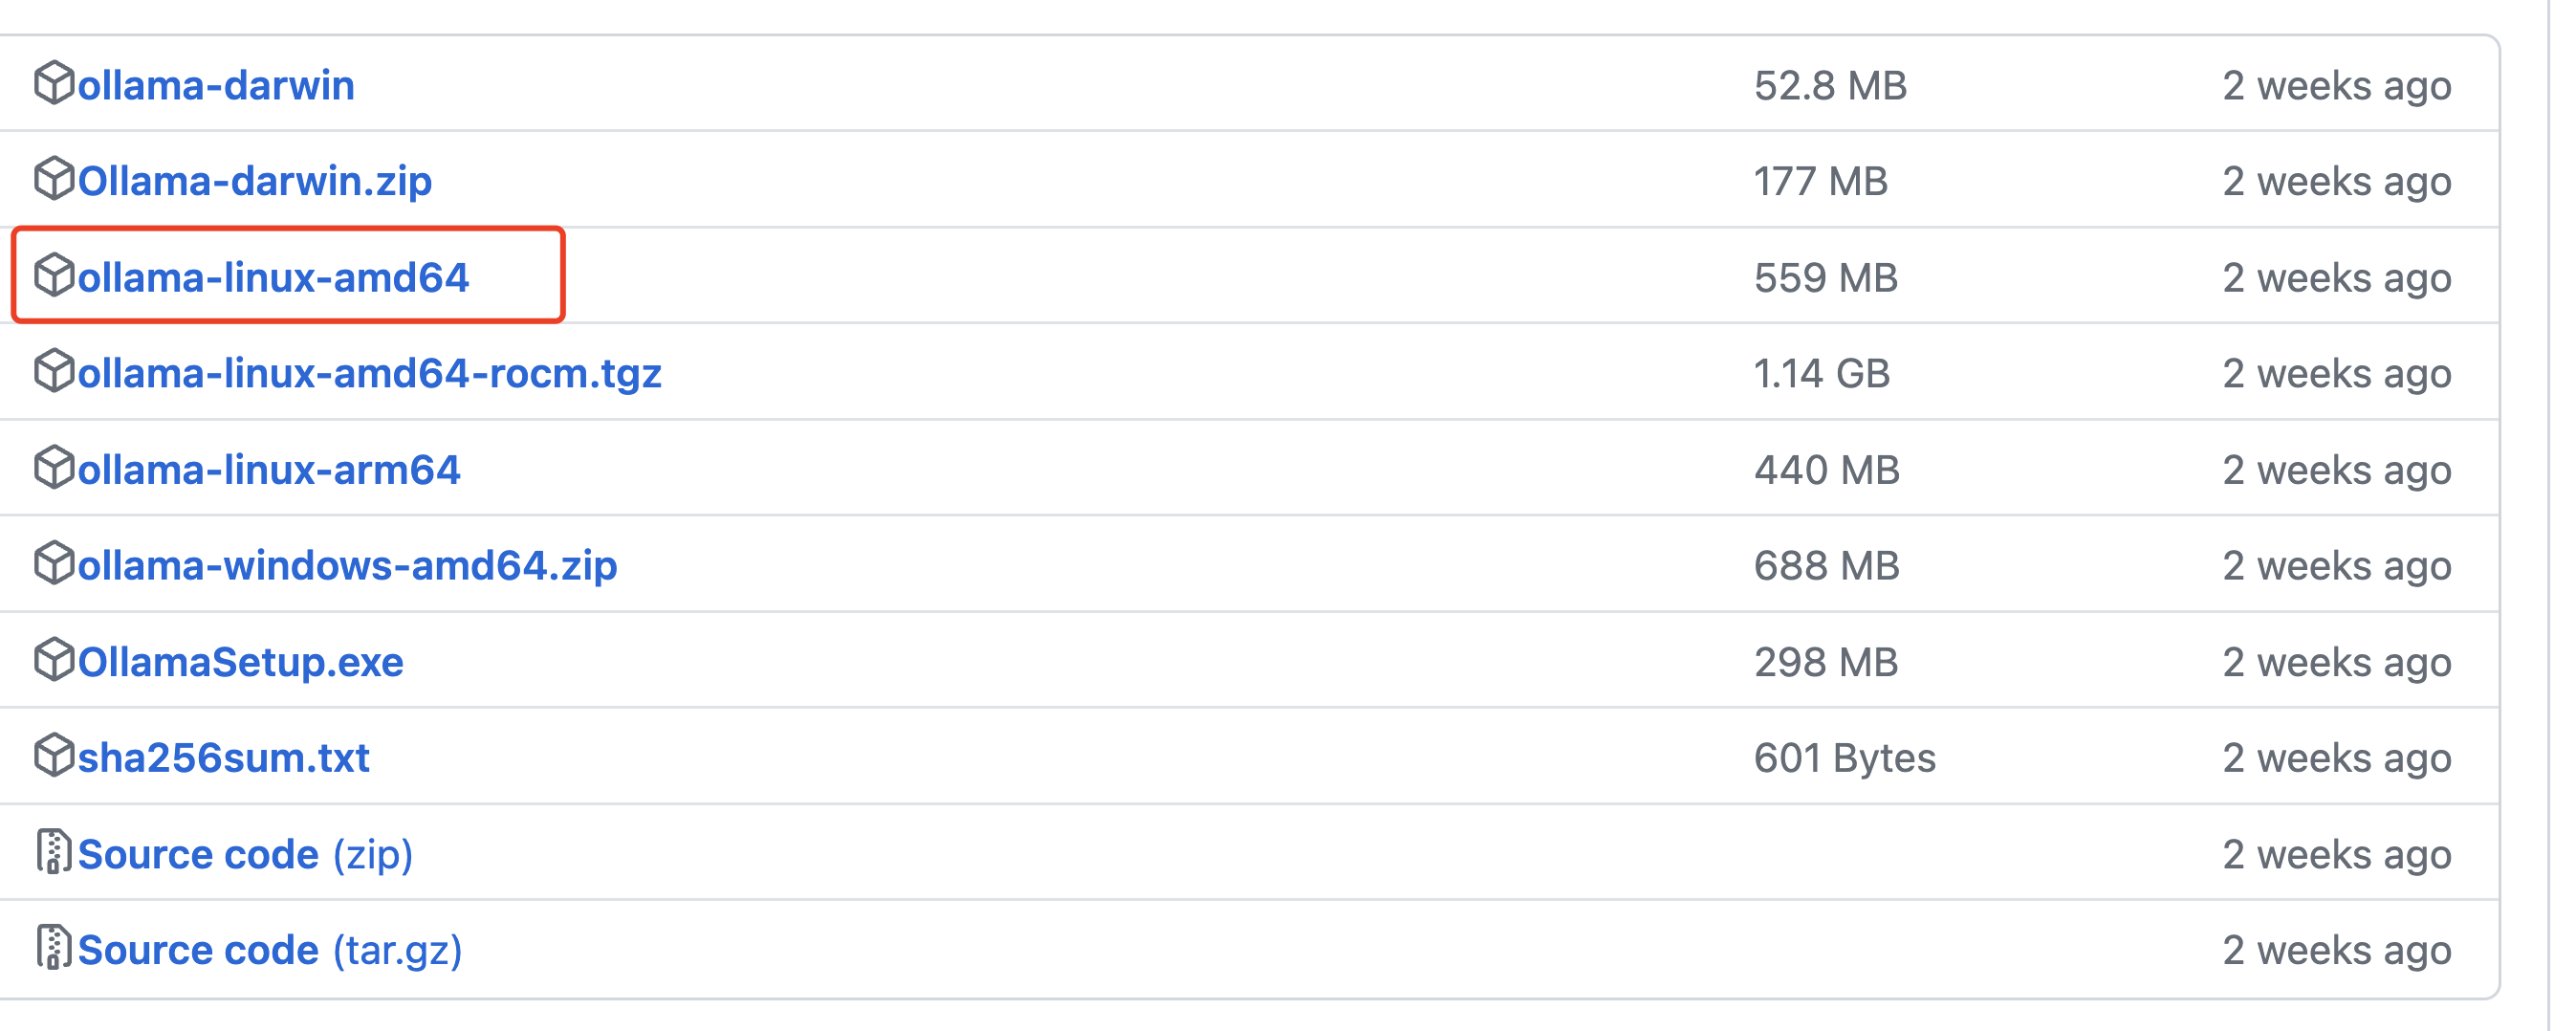 ollama-darwin 52.8 MB 2 weeks ago
Ollama-darwin.zip 177 MB 2 weeks ago
ollama-linux-amd64 559 MB 2 weeks ago
ollama-linux-amd64-rocm.tgz 1.14 GB 2 weeks ago
ollama-linux-arm64 440 MB 2 weeks ago
ollama-windows-amd64.zip 688 MB 2 weeks ago
OllamaSetup.exe 298 MB 2 weeks ago
sha256sum.txt 601 Bytes 2 weeks ago
Source code (zip) 2 weeks ago
Source code (tar.gz) 2 weeks ago